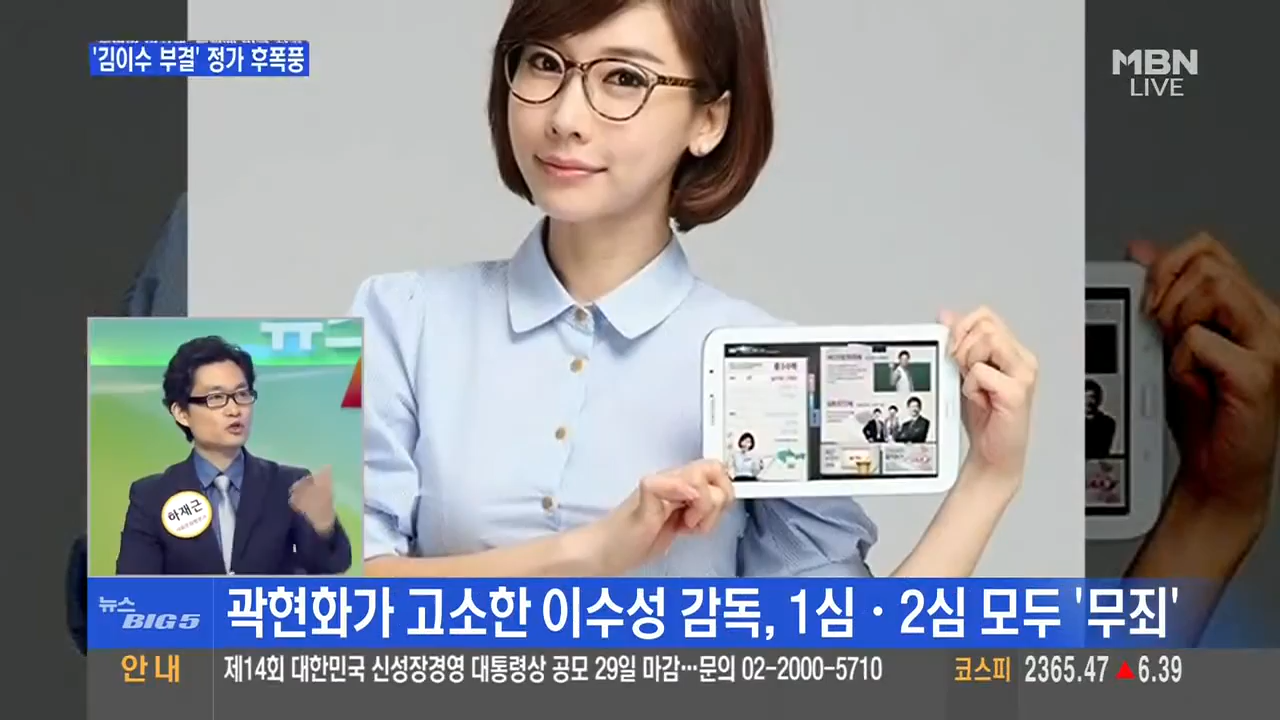 '김이수 부결' 정가 후폭풍
MBN
LIVE
하재근
뉴스
BIG 5
곽현화가 고소한 이수성 감독, 1심·2심 모두 '무죄'
안내
제14회 대한민국 신성장경영 대통령상 공모 29일 마감…문의 02-2000-5710
코스피 2365.47 ▲6.39